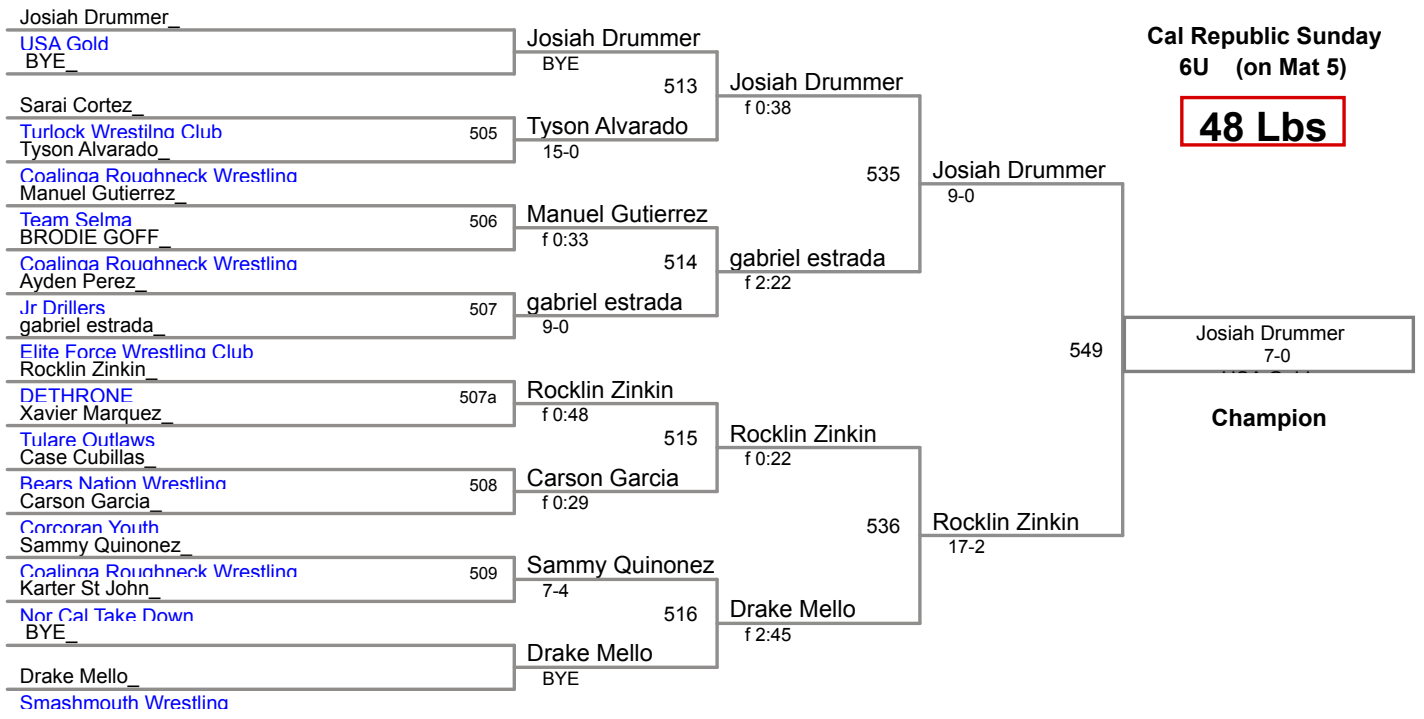 Josiah Drummer_
USA Gold
BYE_
Sarai Cortez_
Turlock Wrestilng Club
Tyson Alvarado_
Coalinga Roughneck Wrestling
Manuel Gutierrez_
Team Selma
BRODIE GOFF_
Coalinga Roughneck Wrestling
Ayden Perez_
Jr Drillers
gabriel estrada_
Elite Force Wrestling Club
Rocklin Zinkin_
DETHRONE
Xavier Marquez_
Tulare Outlaws
Case Cubillas_
Bears Nation Wrestling
Carson Garcia_
Corcoran Youth
Sammy Quinonez_
Coalinga Roughneck Wrestling
Karter St John_
Nor Cal Take Down
BYE_
Drake Mello_
Smashmouth Wrestling
505
506
507
507a
508
509
Josiah Drummer
BYE
Tyson Alvarado
15-0
Manuel Gutierrez
f 0:33
gabriel estrada
9-0
Rocklin Zinkin
f 0:48
Carson Garcia
f 0:29
Sammy Quinonez
7-4
Drake Mello
BYE
513
514
515
516
Josiah Drummer
f 0:38
gabriel estrada
f 2:22
Rocklin Zinkin
f 0:22
Drake Mello
f 2:45
535
536
Josiah Drummer
9-0
Rocklin Zinkin
17-2
549
Cal Republic Sunday
6U (on Mat 5)
48 Lbs
Josiah Drummer
7-0
Champion